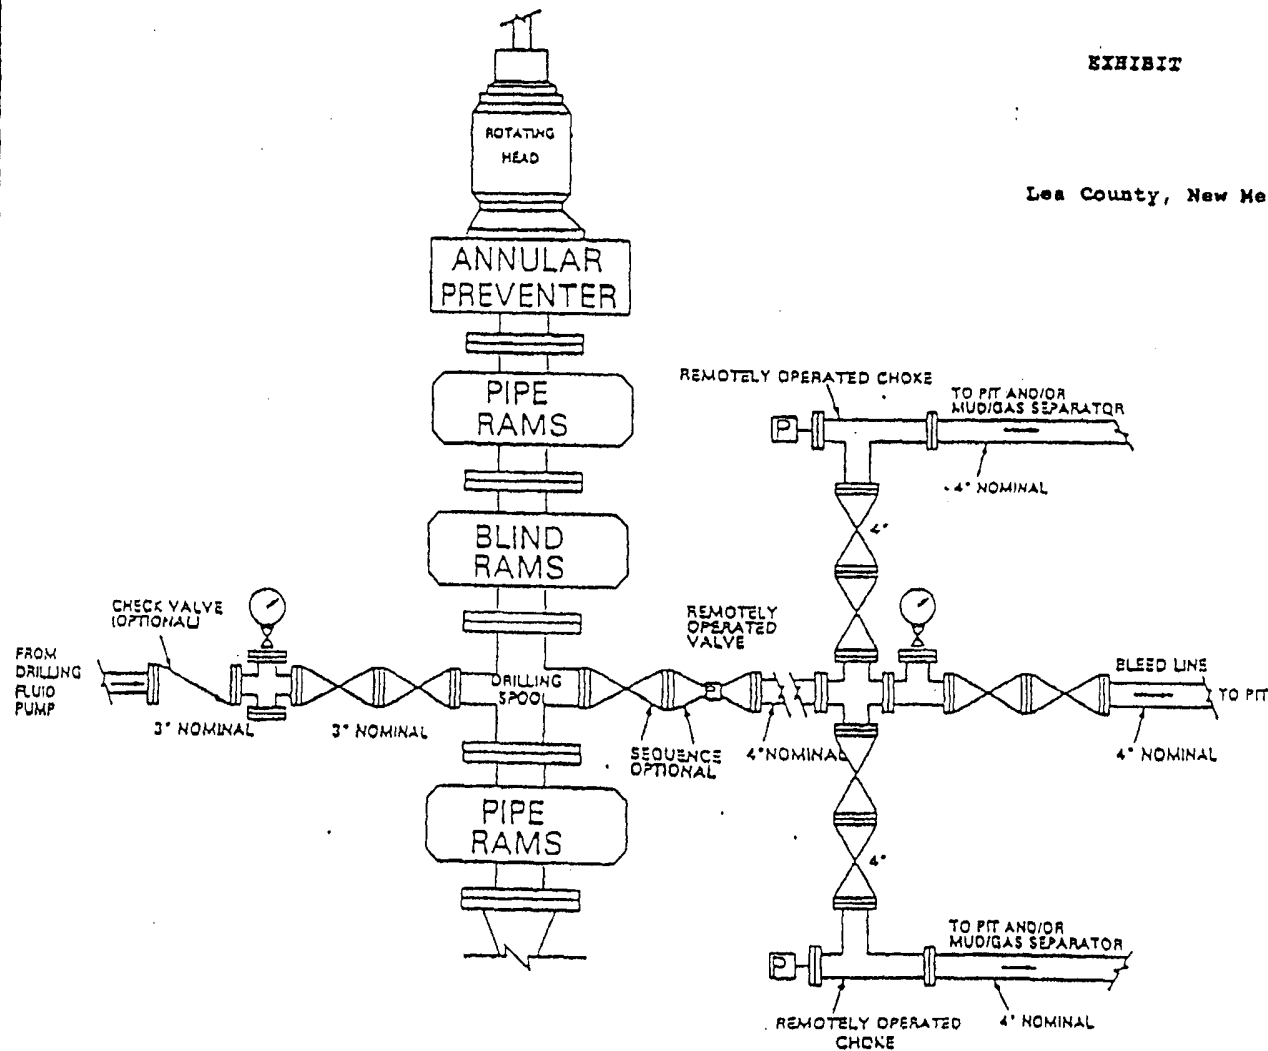 EXHIBIT
Lea County, New Me
ROTATING
HEAD
ANNULAR
PREVENTER
PIPE
RAMS
BLIND
RAMS
REMOTELY OPERATED CHOKE
TO PIT AND/OR
MUD/GAS SEPARATOR
P
4" NOMINAL
4"
CHECK VALVE
(OPTIONAL)
FROM
DRILLING
FLUID
PUMP
3" NOMINAL
3" NOMINAL
DRILLING
SPOOL
REMOTELY
OPERATED
VALVE
P
SEQUENCE
OPTIONAL
4" NOMINAL
BLEED LINE
TO PIT
4" NOMINAL
PIPE
RAMS
4"
TO PIT AND/OR
MUD/GAS SEPARATOR
P
REMOTELY OPERATED
CHOKE
4" NOMINAL